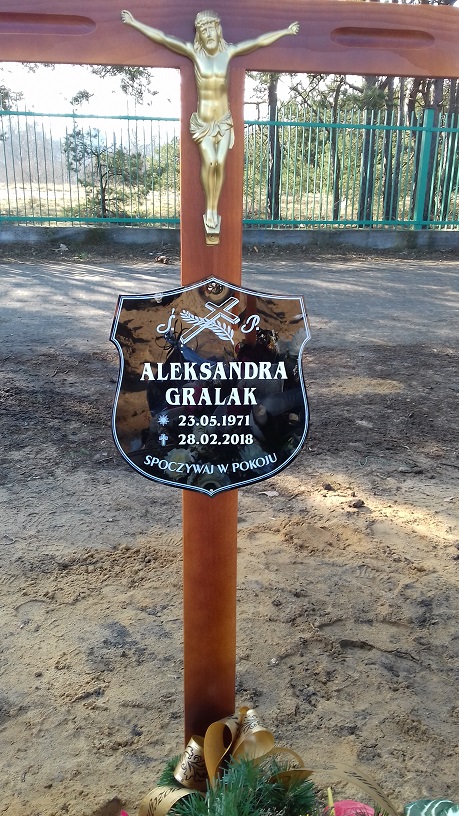 Ś. P.
ALEKSANDRA
GRALAK
23.05.1971
28.02.2018
SPOCZYWAJ W POKOJU